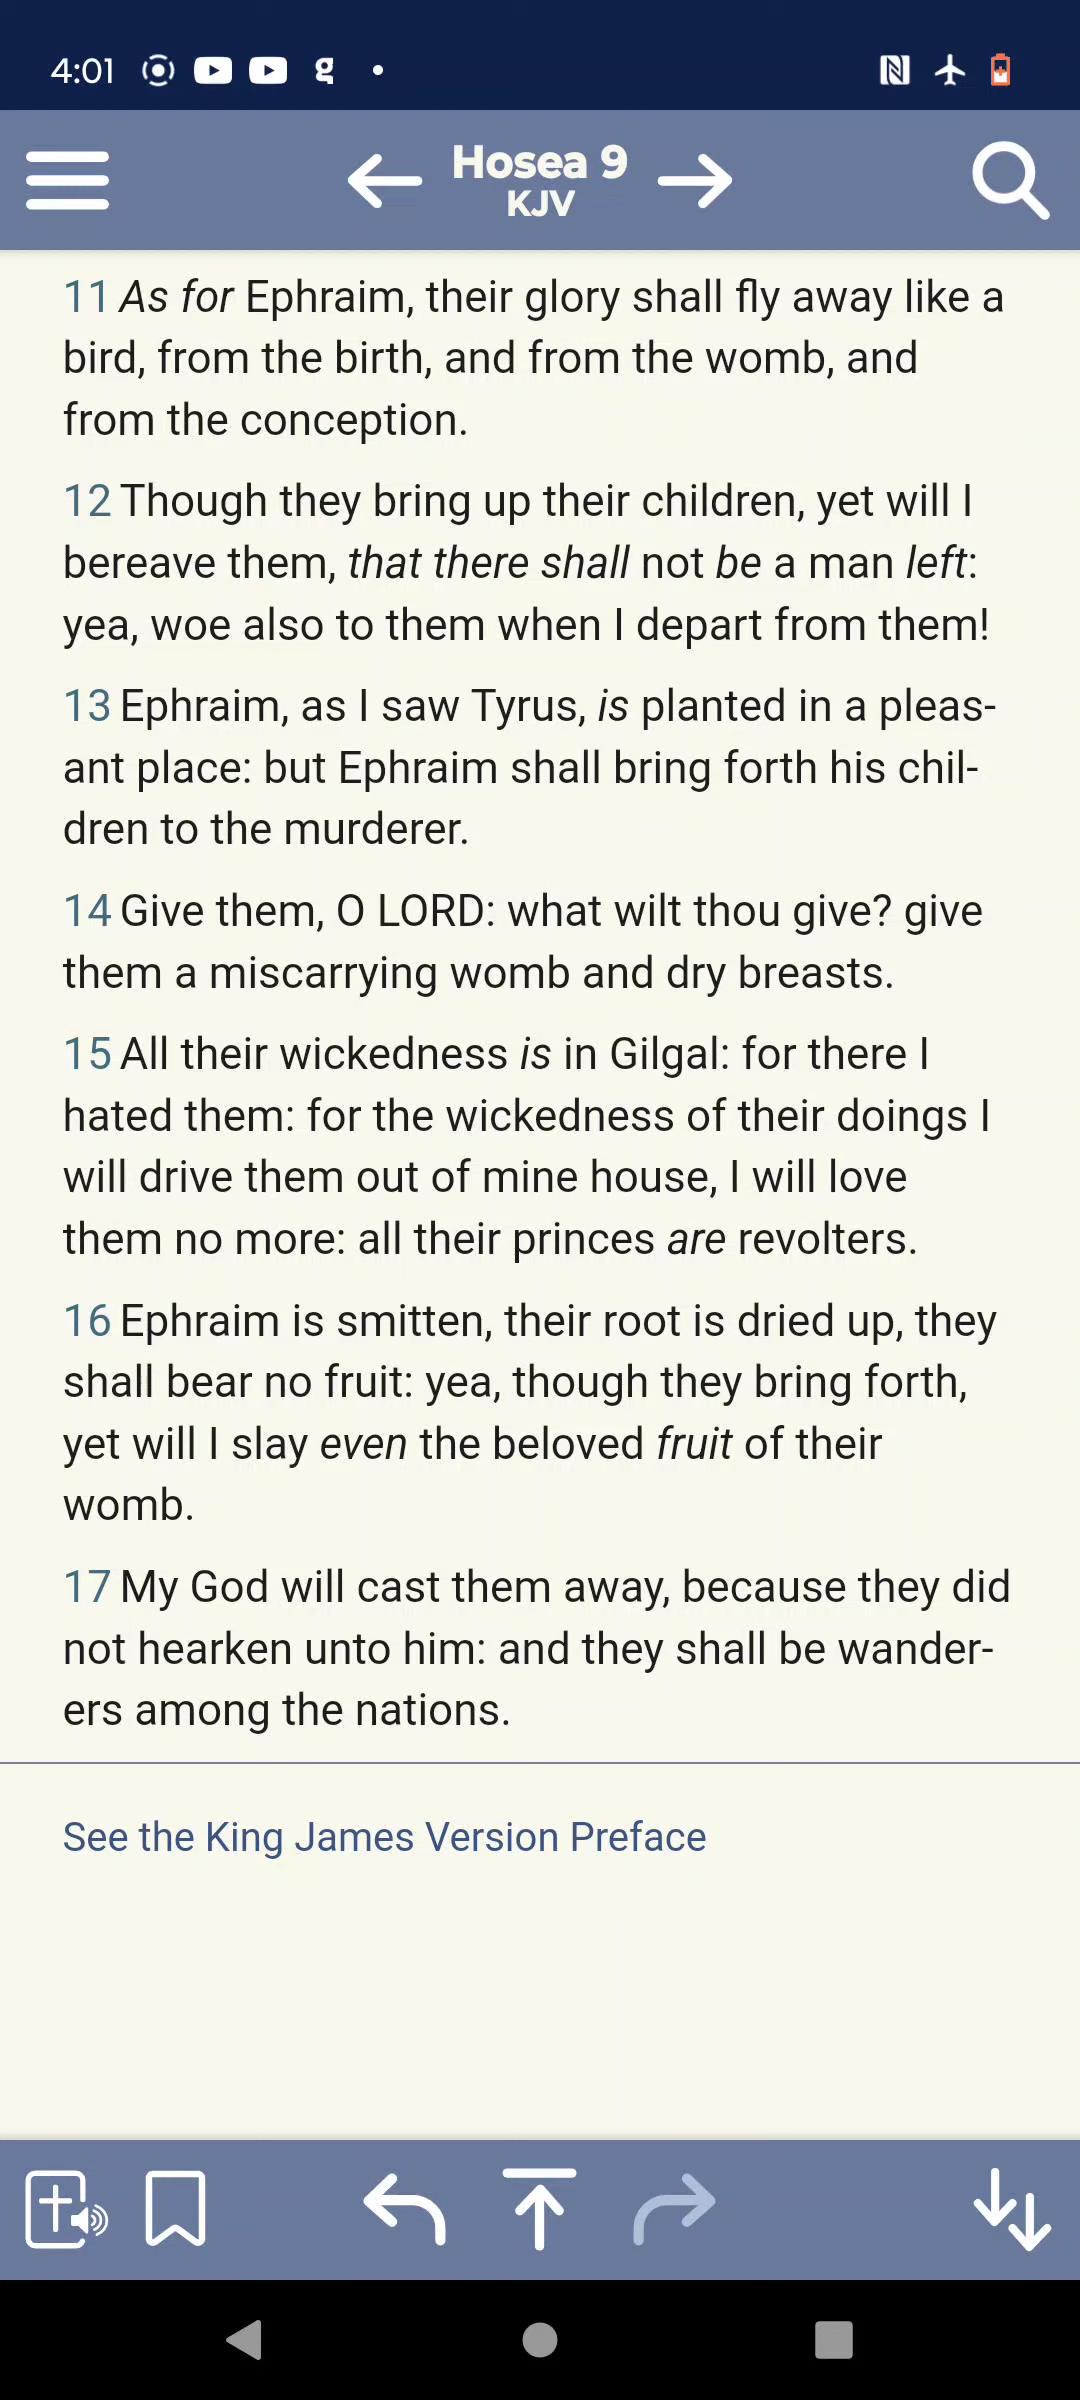 4:01
Hosea 9
KJV
11 As for Ephraim, their glory shall fly away like a
bird, from the birth, and from the womb, and
from the conception.
12 Though they bring up their children, yet will I
bereave them, that there shall not be a man left:
yea, woe also to them when I depart from them!
13 Ephraim, as I saw Tyrus, is planted in a pleas-
ant place: but Ephraim shall bring forth his chil-
dren to the murderer.
14 Give them, O LORD: what wilt thou give? give
them a miscarrying womb and dry breasts.
15 All their wickedness is in Gilgal: for there I
hated them: for the wickedness of their doings I
will drive them out of mine house, I will love
them no more: all their princes are revolters.
16 Ephraim is smitten, their root is dried up, they
shall bear no fruit: yea, though they bring forth,
yet will I slay even the beloved fruit of their
womb.
17 My God will cast them away, because they did
not hearken unto him: and they shall be wander-
ers among the nations.
See the King James Version Preface